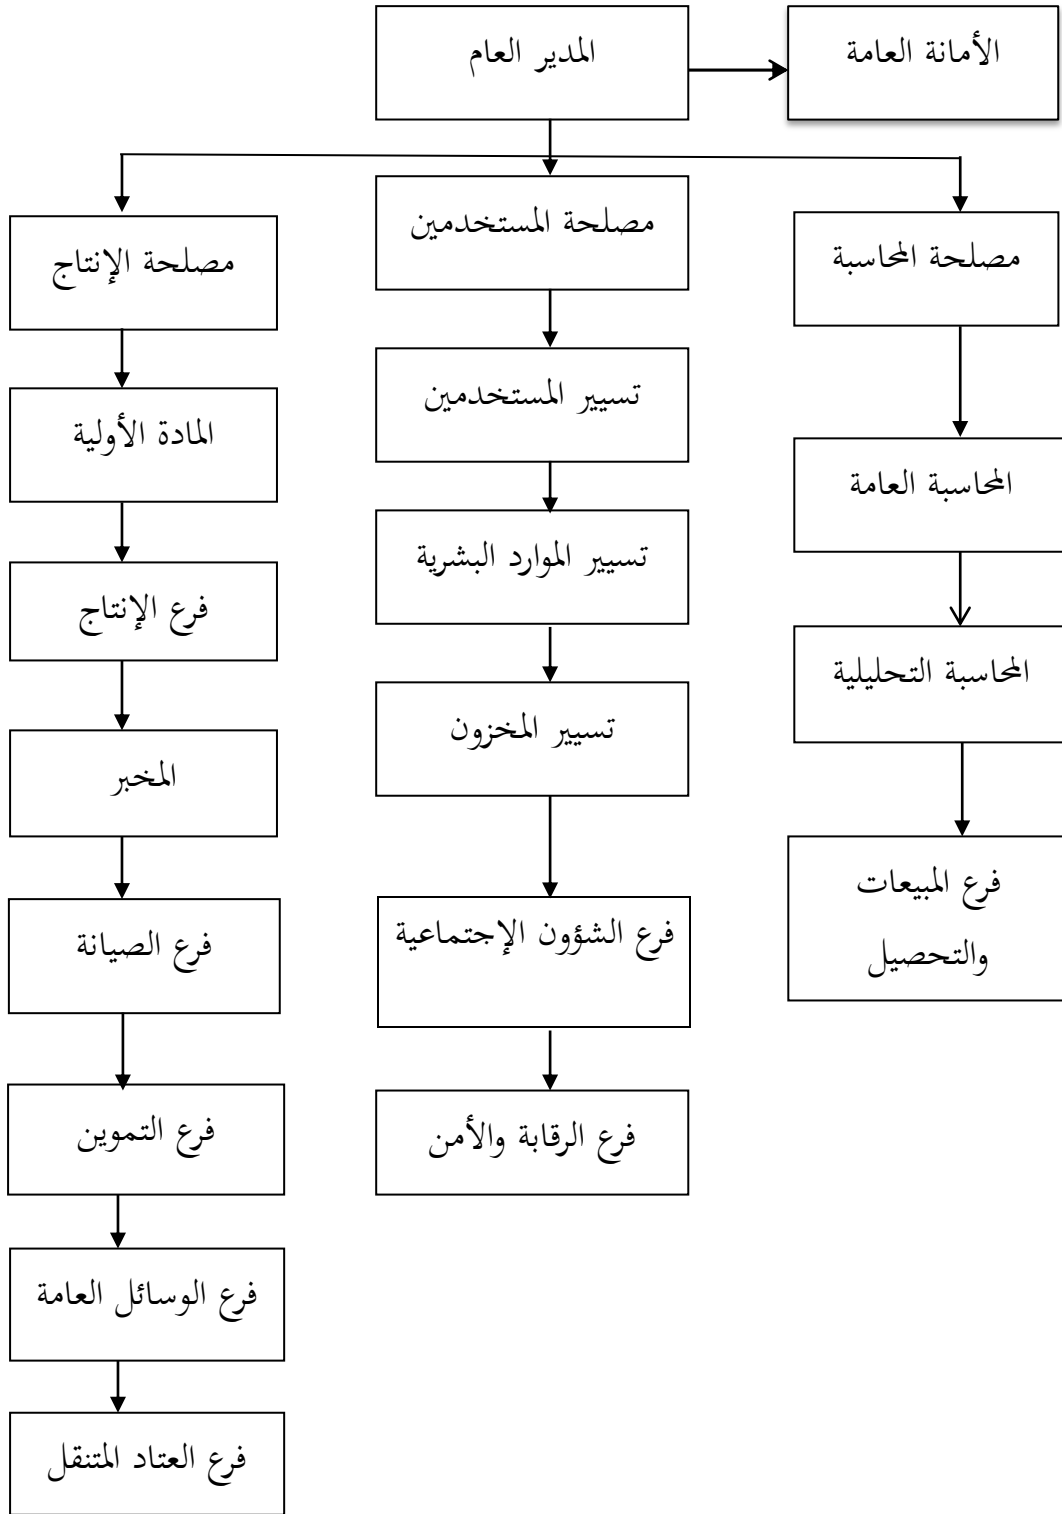 المدير العام
الأمانة العامة
مصلحة المحاسبة
المحاسبة العامة
المحاسبة التحليلية
فرع المبيعات
والتحصيل
مصلحة المستخدمين
تسيير المستخدمين
تسيير الموارد البشرية
تسيير المخزون
فرع الشؤون الإجتماعية
فرع الرقابة والأمن
مصلحة الإنتاج
المادة الأولية
فرع الإنتاج
المخبر
فرع الصيانة
فرع التموين
فرع الوسائل العامة
فرع العتاد المتنقل